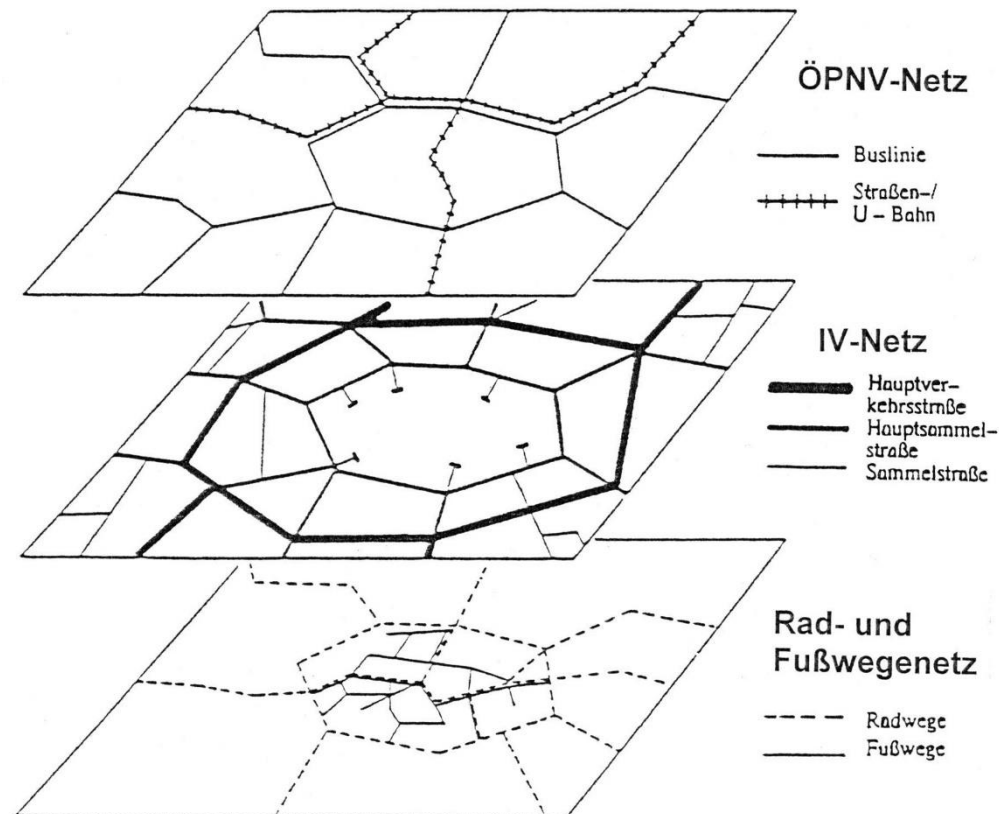 ÖPNV-Netz
Buslinie
Straßen-/
U - Bahn
IV-Netz
Hauptver-
kehrsstraße
Hauptsammel-
straße
Sammelstraße
Rad- und
Fußwegenetz
Radwege
Fußwege